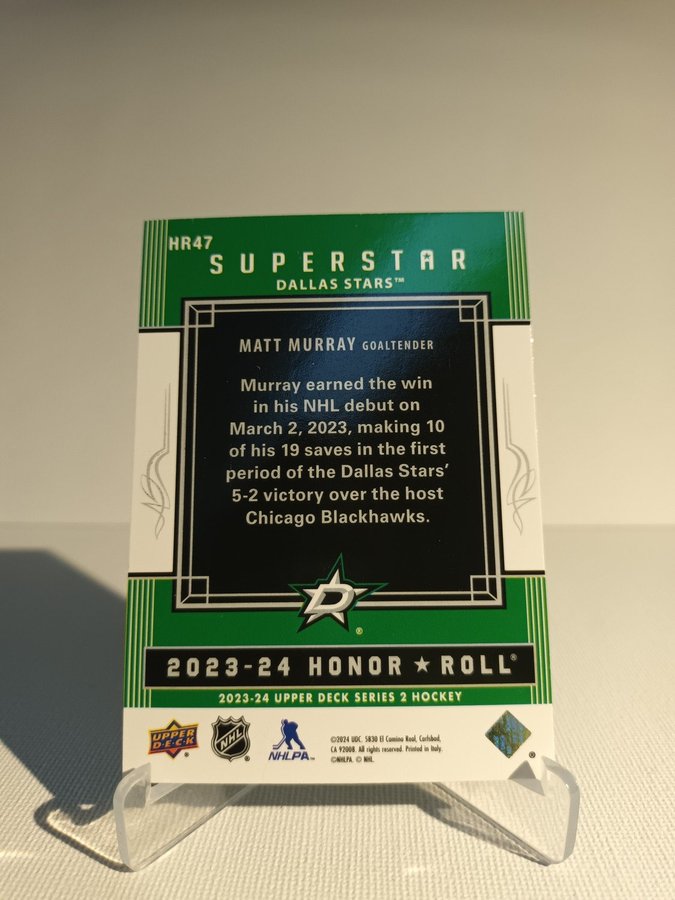 HR47
SUPERSTAR
DALLAS STARS™
MATT MURRAY GOALTENDER
Murray earned the win
in his NHL debut on
March 2, 2023, making 10
of his 19 saves in the first
period of the Dallas Stars'
5-2 victory over the host
Chicago Blackhawks.
D
®
2023-24 HONOR ★ ROLL®
2023-24 UPPER DECK SERIES 2 HOCKEY
UPPER
DECK
®
NHL
®
NHLPA™
©2024 UDC. 5830 El Camino Real, Carlsbad,
CA 92008. All rights reserved. Printed in Italy.
©NHLPA. © NHL.
®